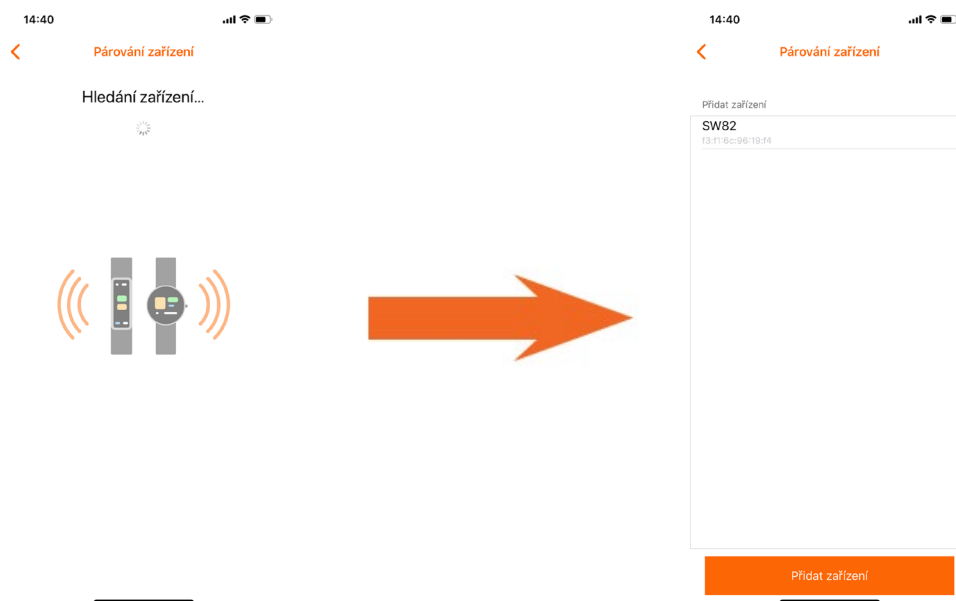 14:40
Párování zařízení
Hledání zařízení...
14:40
Párování zařízení
Přidat zařízení
SW82
f3:f1:6c:96:19:f4
Přidat zařízení